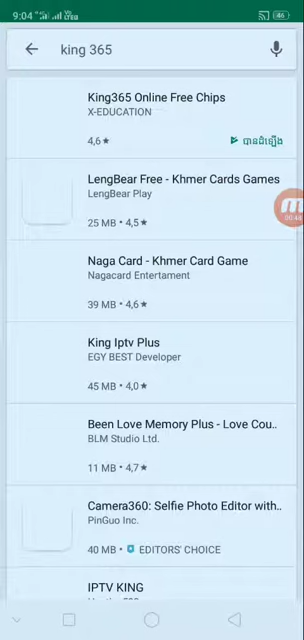 9:04
86
king 365
King365 Online Free Chips
X-EDUCATION
4,6★
បានដំឡើង
LengBear Free - Khmer Cards Games
LengBear Play
25 MB • 4,5★
00:44
Naga Card - Khmer Card Game
Nagacard Entertament
39 MB • 4,6★
King Iptv Plus
EGY BEST Developer
45 MB • 4,0★
Been Love Memory Plus - Love Cou..
BLM Studio Ltd.
11 MB • 4,7★
Camera360: Selfie Photo Editor with..
PinGuo Inc.
40 MB • EDITORS' CHOICE
IPTV KING